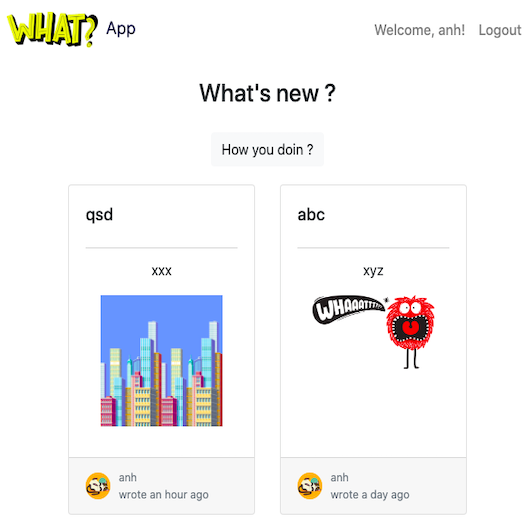 WHAT? App
Welcome, anh! Logout
What's new ?
How you doin ?
qsd
xxx
anh
wrote an hour ago
abc
xyz
WHAAATTTT
anh
wrote a day ago